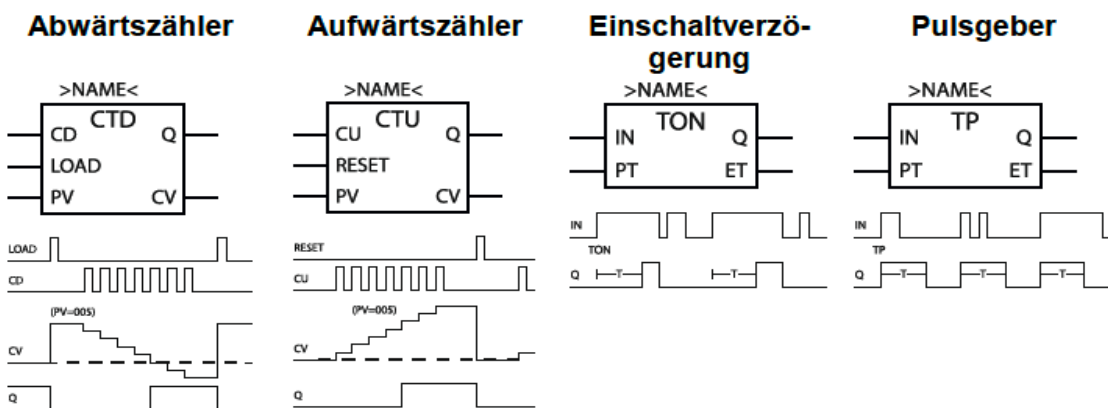 Abwärtszähler
Aufwärtszähler
Einschaltverzö-
gerung
Pulsgeber
>NAME<
CTD
CD
Q
LOAD
PV
CV
>NAME<
CTU
CU
Q
RESET
PV
CV
>NAME<
TON
IN
Q
PT
ET
>NAME<
TP
IN
Q
PT
ET
LOAD
CD
(PV=005)
CV
Q
RESET
CU
(PV=005)
CV
Q
IN
TON
Q
T
T
IN
TP
Q
T
T
T